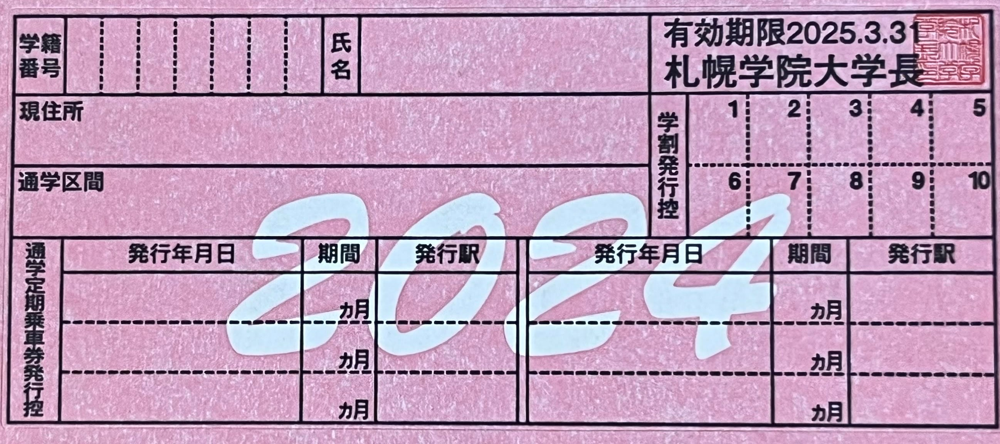 学籍番号
氏名
有効期限2025.3.31
札幌学院大学長
現住所
学割発行控
1 2 3 4 5
6 7 8 9 10
通学区間
2024
通学定期乗車券発行控
発行年月日 期間 発行駅 発行年月日 期間 発行駅
カ月 カ月
カ月 カ月
カ月 カ月